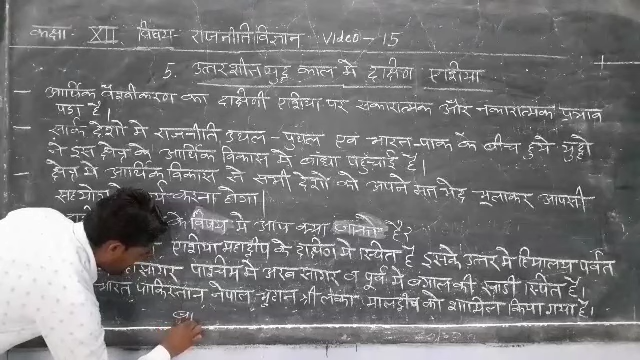 कक्षा - XII विषय - राजनीतिविज्ञान Video - 15
5. उत्तरशीतयुद्ध काल में दक्षिण एशिया
— आर्थिक वैश्वीकरण का दक्षिणी एशिया पर सकारात्मक और नकारात्मक प्रभाव
पड़ा है।
— सार्क देशो में राजनीति उथल-पुथल एवं भारत-पाक के बीच हुये युद्धो
ने इस क्षेत्र के आर्थिक विकास में बाधा पहुंचाई है।
— क्षेत्र में आर्थिक विकास से सभी देशों को अपने मतभेद भूलाकर आपसी
करना होगा।
के विषय में आप क्या जानते है?
एशिया महाद्वीप के दक्षिण में स्थित है इसके उत्तर में हिमालय पर्वत
सागर पश्चिम में अरब सागर व पूर्व में बंगाल की खाड़ी स्थित है।
भारत पाकिस्तान नेपाल भूटान श्रीलंका मालद्वीप को शामिल किया गया है।